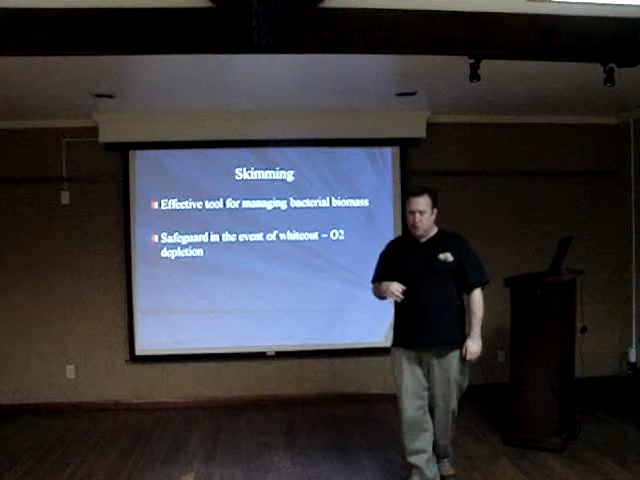 Skimming
Effective tool for managing bacterial biomass
Safeguard in the event of whiteout – O2
depletion